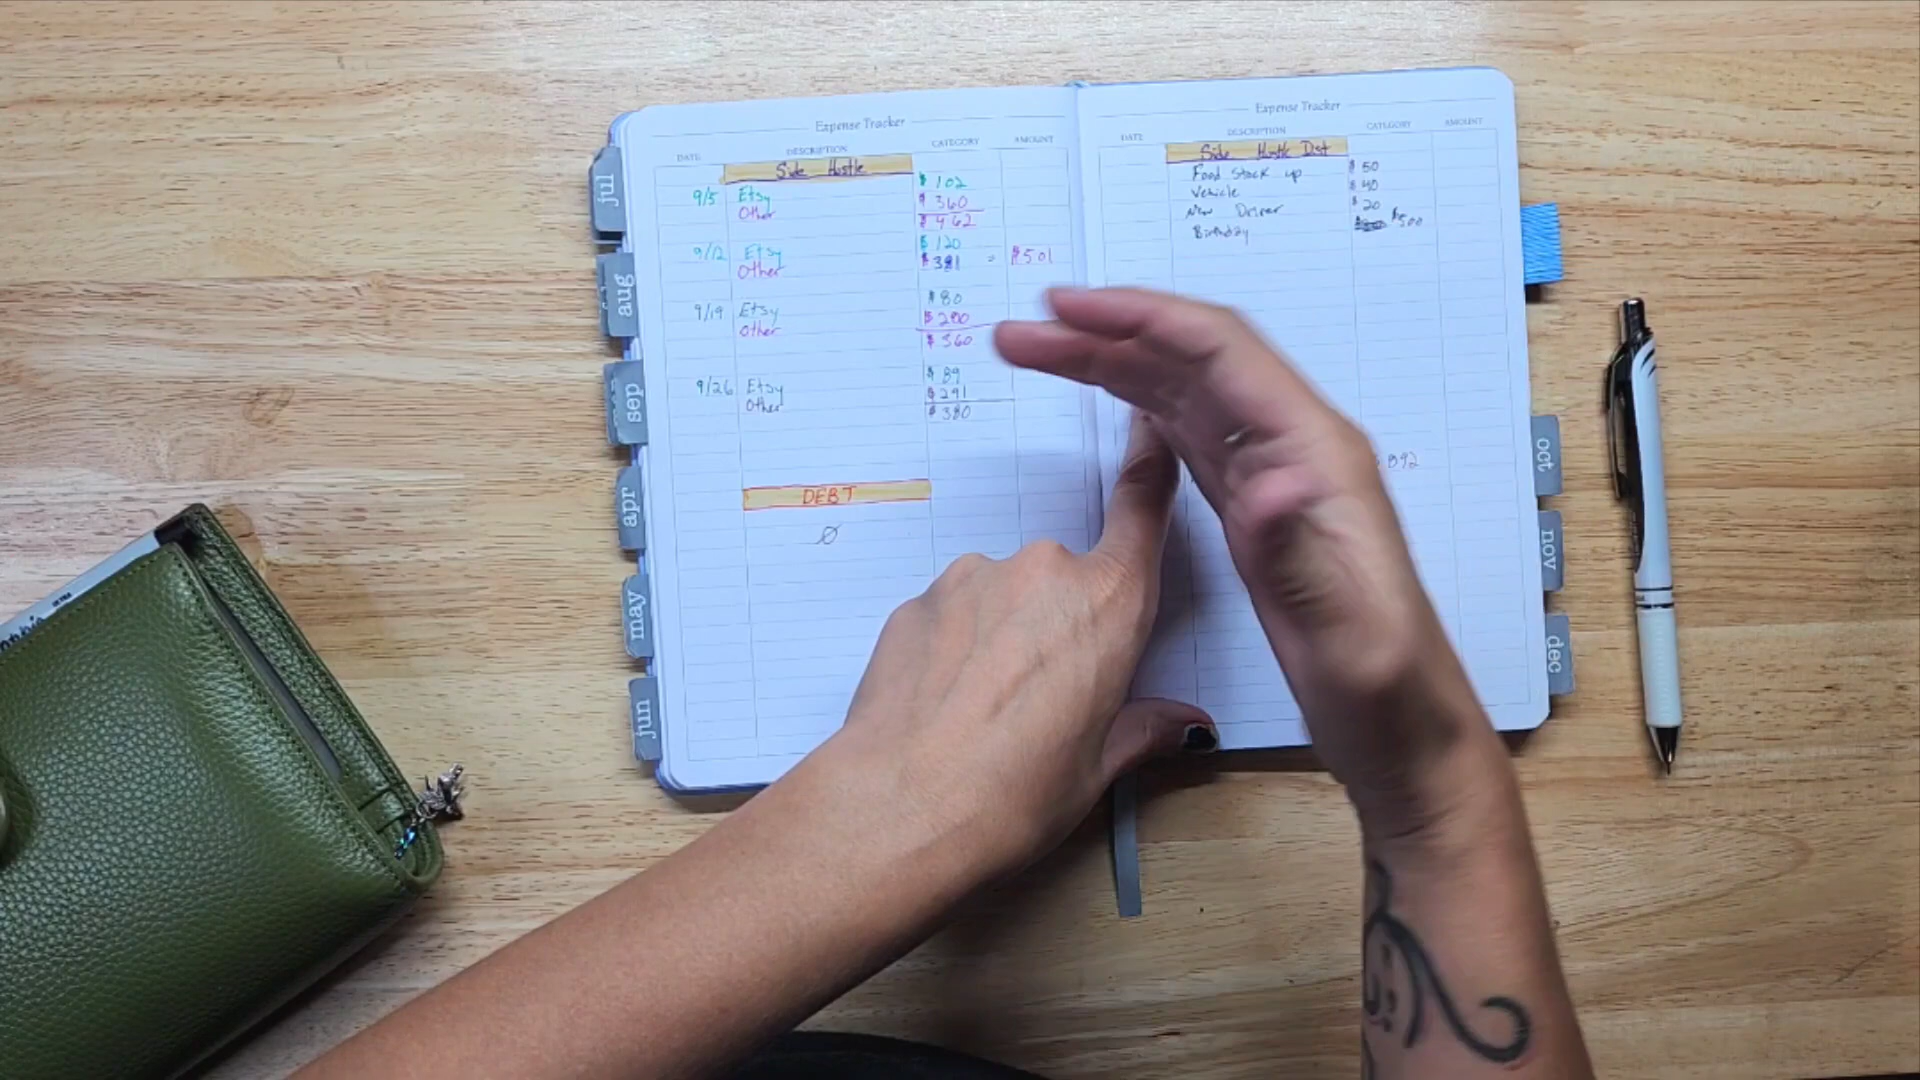 Expense Tracker
DATE DESCRIPTION CATEGORY AMOUNT
Side Hustle
9/5 Etsy $ 102
Other $ 360
$ 462
9/12 Etsy $ 120
Other $ 381 = $501
9/19 Etsy $ 80
Other $ 280
$ 360
9/26 Etsy $ 89
Other $ 291
$ 380
DEBT
Ø
Expense Tracker
DATE DESCRIPTION CATEGORY AMOUNT
Side Hustle Dist
Food Stock up $ 50
Vehicle $ 40
New Driver $ 20
Birthday $500
892
jul
aug
sep
apr
may
jun
oct
nov
dec